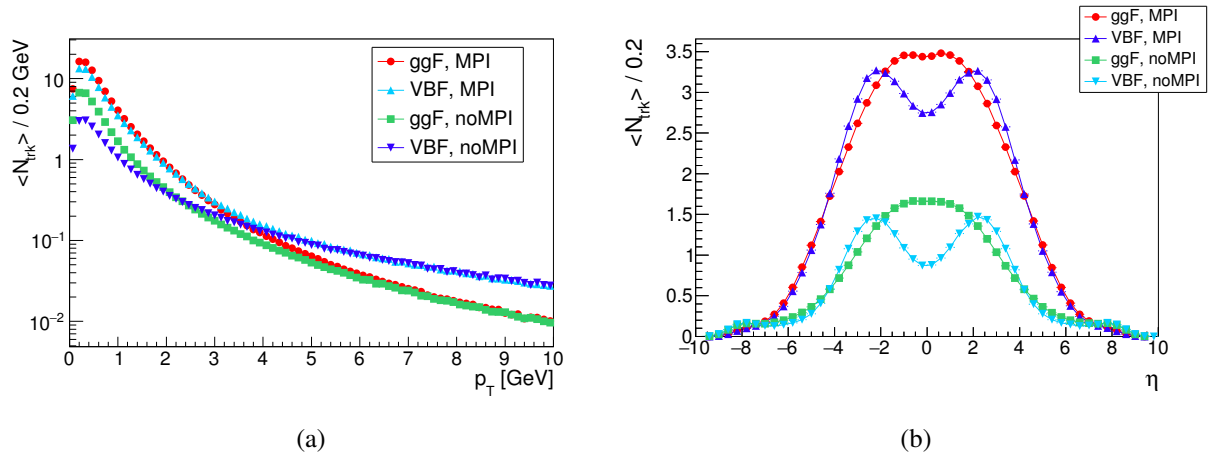 <N_trk> / 0.2 GeV
10
1
10^−1
10^−2
0 1 2 3 4 5 6 7 8 9 10
p_T [GeV]
ggF, MPI
VBF, MPI
ggF, noMPI
VBF, noMPI
(a)
<N_trk> / 0.2
3.5
3
2.5
2
1.5
1
0.5
0
−10 −8 −6 −4 −2 0 2 4 6 8 10
η
ggF, MPI
VBF, MPI
ggF, noMPI
VBF, noMPI
(b)